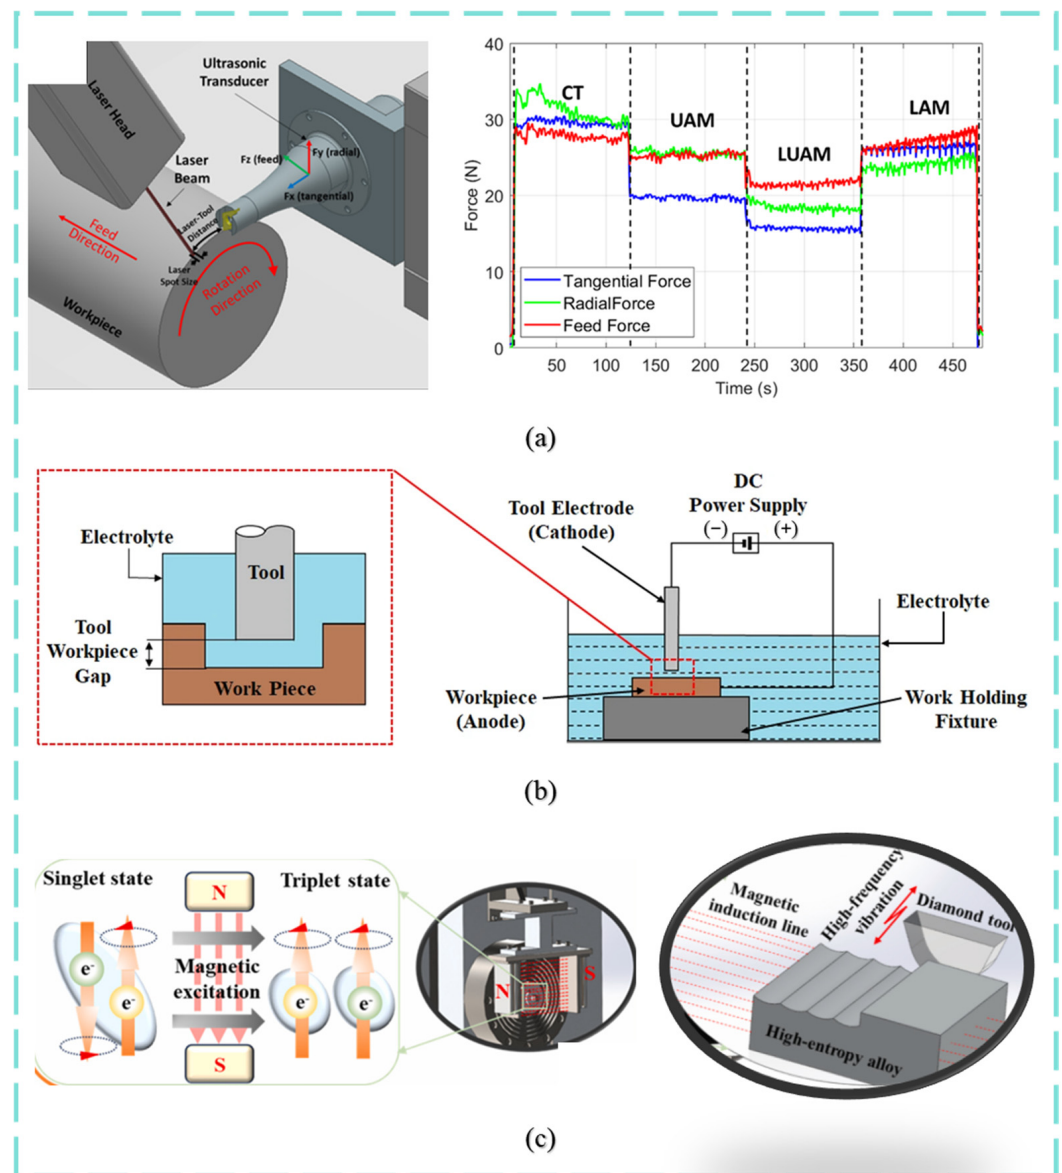 Ultrasonic
Transducer
Laser Head
Laser
Beam
Fz (feed)
Fy (radial)
Fx (tangential)
Laser-Tool
Distance
Feed
Direction
Laser
Spot Size
Rotation
Direction
Workpiece
40
30
20
10
0
Force (N)
CT
UAM
LUAM
LAM
Tangential Force
RadialForce
Feed Force
50 100 150 200 250 300 350 400 450
Time (s)
(a)
Electrolyte
Tool
Tool
Workpiece
Gap
Work Piece
DC
Power Supply
Tool Electrode
(Cathode)
(−) (+)
Electrolyte
Workpiece
(Anode)
Work Holding
Fixture
(b)
Singlet state
N
Triplet state
e-
e-
Magnetic
excitation
e-
e-
S
N
S
Magnetic
induction line
High-frequency
vibration
Diamond tool
High-entropy alloy
(c)